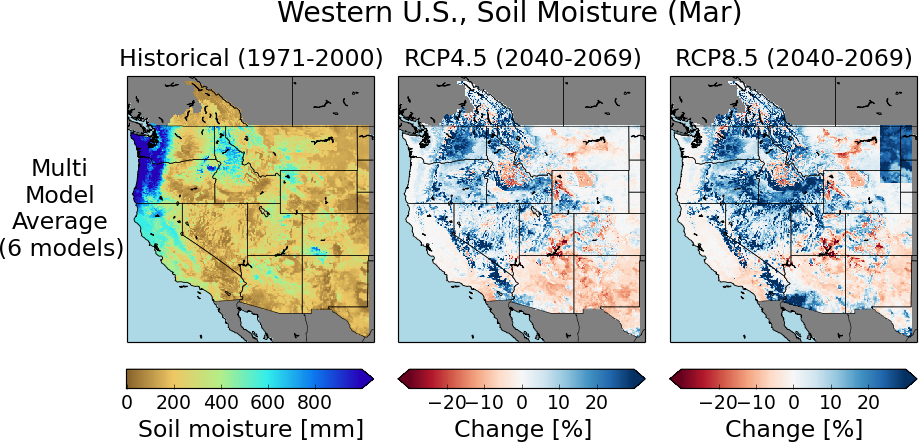 Western U.S., Soil Moisture (Mar)
Historical (1971-2000)
RCP4.5 (2040-2069)
RCP8.5 (2040-2069)
Multi
Model
Average
(6 models)
0 200 400 600 800
Soil moisture [mm]
−20 −10 0 10 20
Change [%]
−20 −10 0 10 20
Change [%]